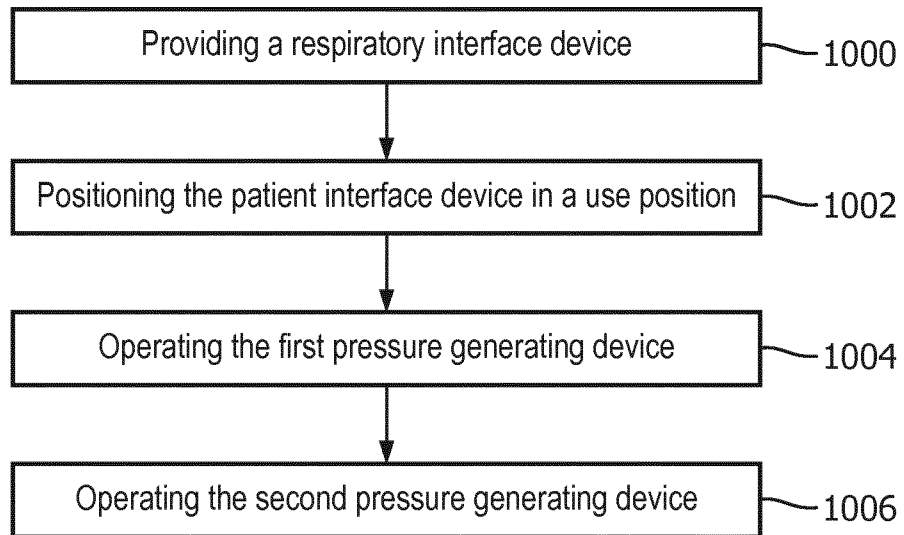 Providing a respiratory interface device
1000
Positioning the patient interface device in a use position
1002
Operating the first pressure generating device
1004
Operating the second pressure generating device
1006